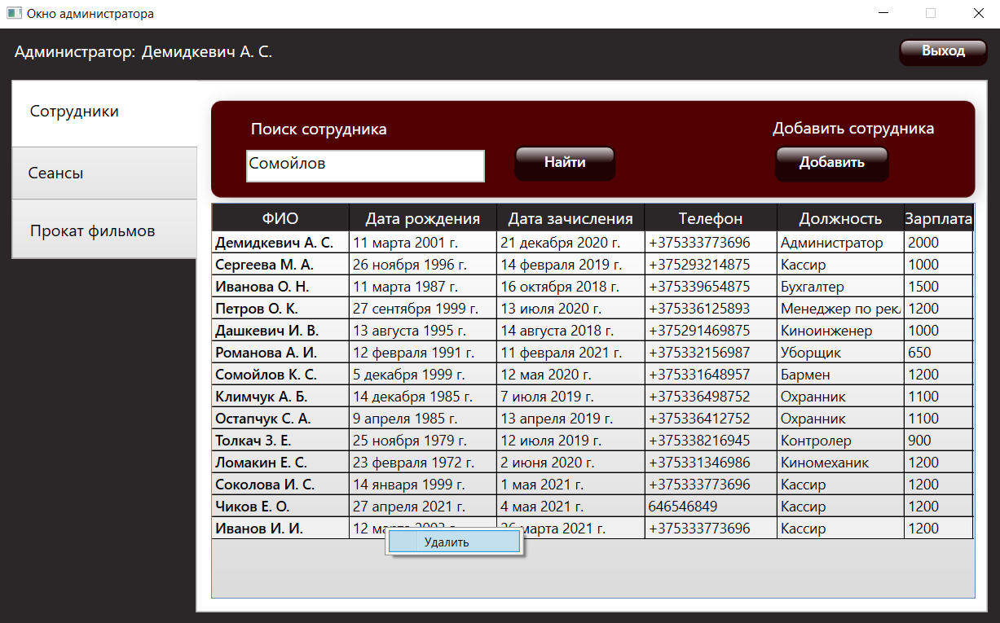 Окно администратора
Администратор: Демидкевич А. С.
Выход
Сотрудники
Сеансы
Прокат фильмов
Поиск сотрудника
Добавить сотрудника
Сомойлов
Найти
Добавить
ФИО Дата рождения Дата зачисления Телефон Должность Зарплата
Демидкевич А. С. 11 марта 2001 г. 21 декабря 2020 г. +375333773696 Администратор 2000
Сергеева М. А. 26 ноября 1996 г. 14 февраля 2019 г. +375293214875 Кассир 1000
Иванова О. Н. 11 марта 1987 г. 16 октября 2018 г. +375339654875 Бухгалтер 1500
Петров О. К. 27 сентября 1999 г. 13 июля 2020 г. +375336125893 Менеджер по рекл 1200
Дашкевич И. В. 13 августа 1995 г. 14 августа 2018 г. +375291469875 Киноинженер 1000
Романова А. И. 12 февраля 1991 г. 11 февраля 2021 г. +375332156987 Уборщик 650
Сомойлов К. С. 5 декабря 1999 г. 12 мая 2020 г. +375331648957 Бармен 1200
Климчук А. Б. 14 декабря 1985 г. 7 июля 2019 г. +375336498752 Охранник 1100
Остапчук С. А. 9 апреля 1985 г. 13 апреля 2019 г. +375336412752 Охранник 1100
Толкач З. Е. 25 ноября 1979 г. 12 июля 2019 г. +375338216945 Контролер 900
Ломакин Е. С. 23 февраля 1972 г. 2 июня 2020 г. +375331346986 Киномеханик 1200
Соколова И. С. 14 января 1999 г. 1 мая 2021 г. +375333773696 Кассир 1200
Чиков Е. О. 27 апреля 2021 г. 4 мая 2021 г. 646546849 Кассир 1200
Иванов И. И. 12 марта г. 26 марта 2021 г. +375333773696 Кассир 1200
Удалить